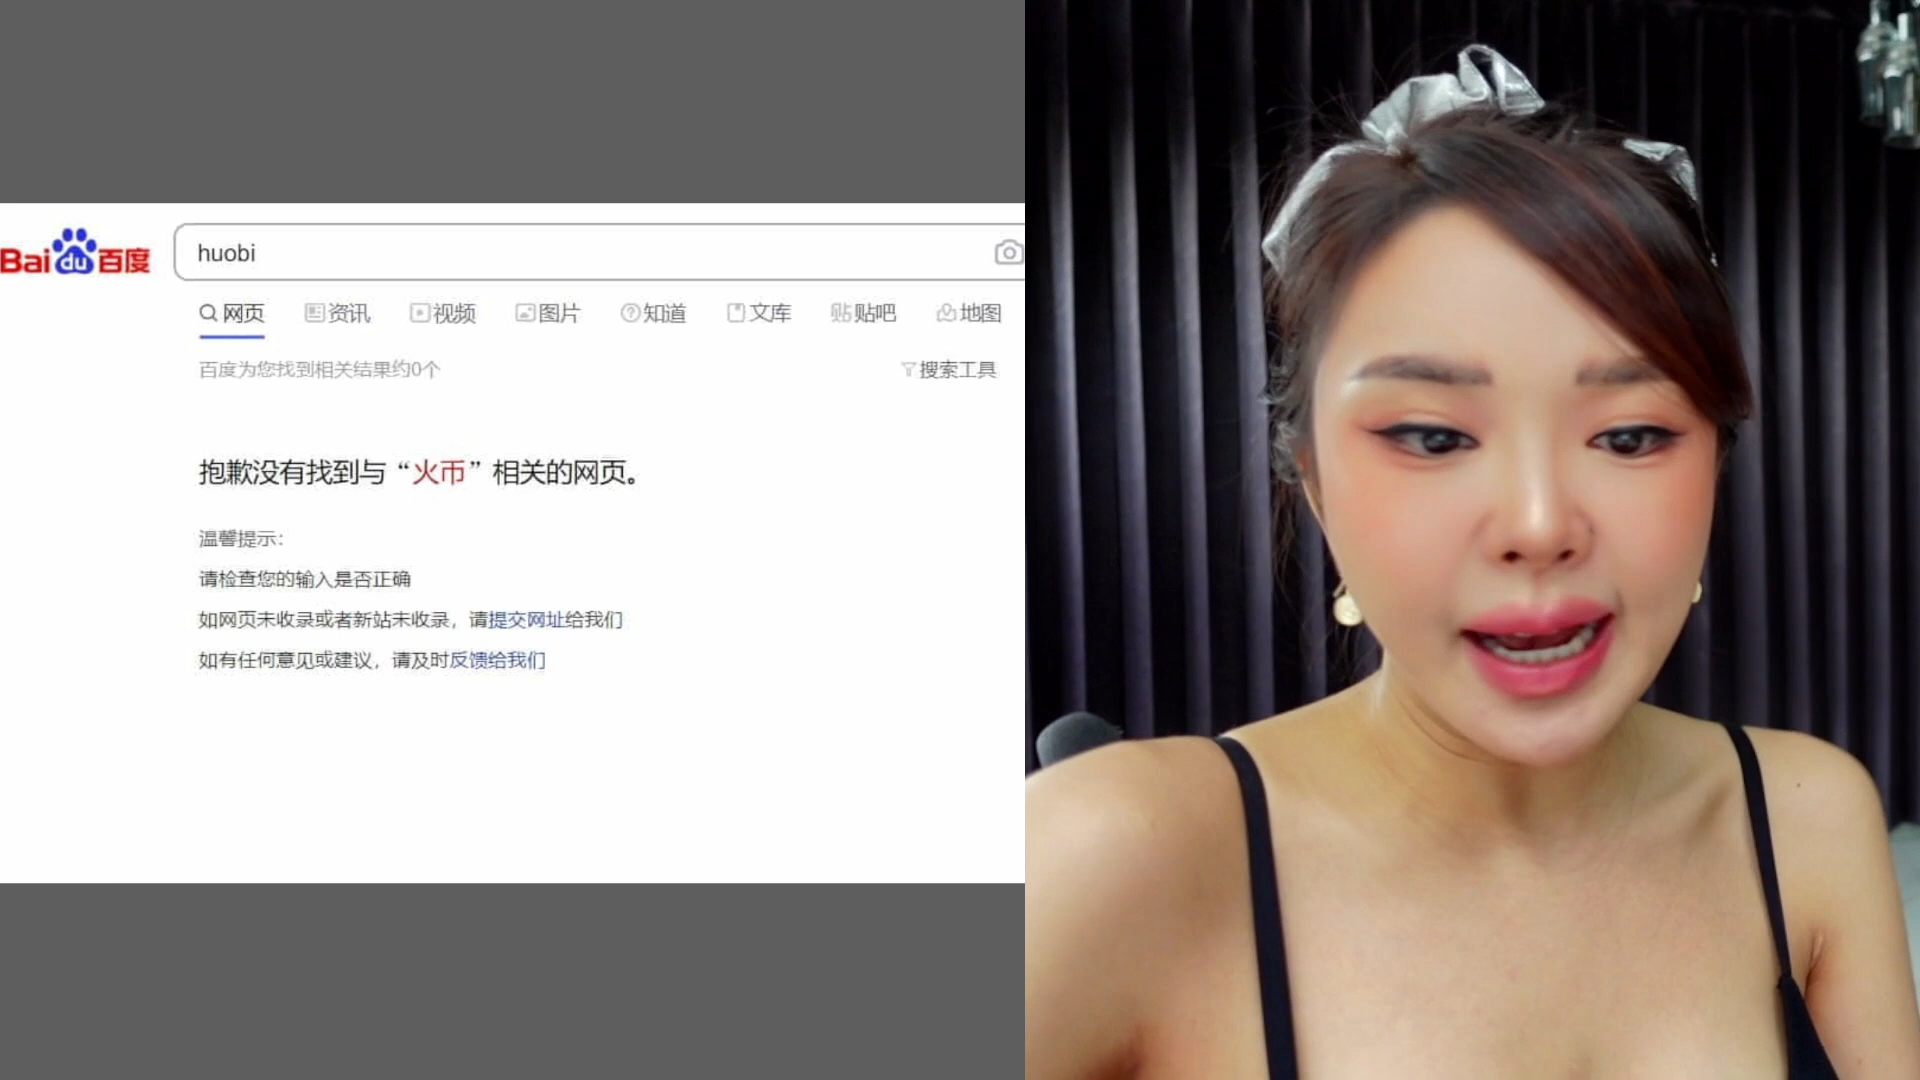 Bai du 百度
huobi
网页 资讯 视频 图片 知道 文库 贴吧 地图
百度为您找到相关结果约0个 搜索工具
抱歉没有找到与“火币”相关的网页。
温馨提示:
请检查您的输入是否正确
如网页未收录或者新站未收录，请提交网址给我们
如有任何意见或建议，请及时反馈给我们